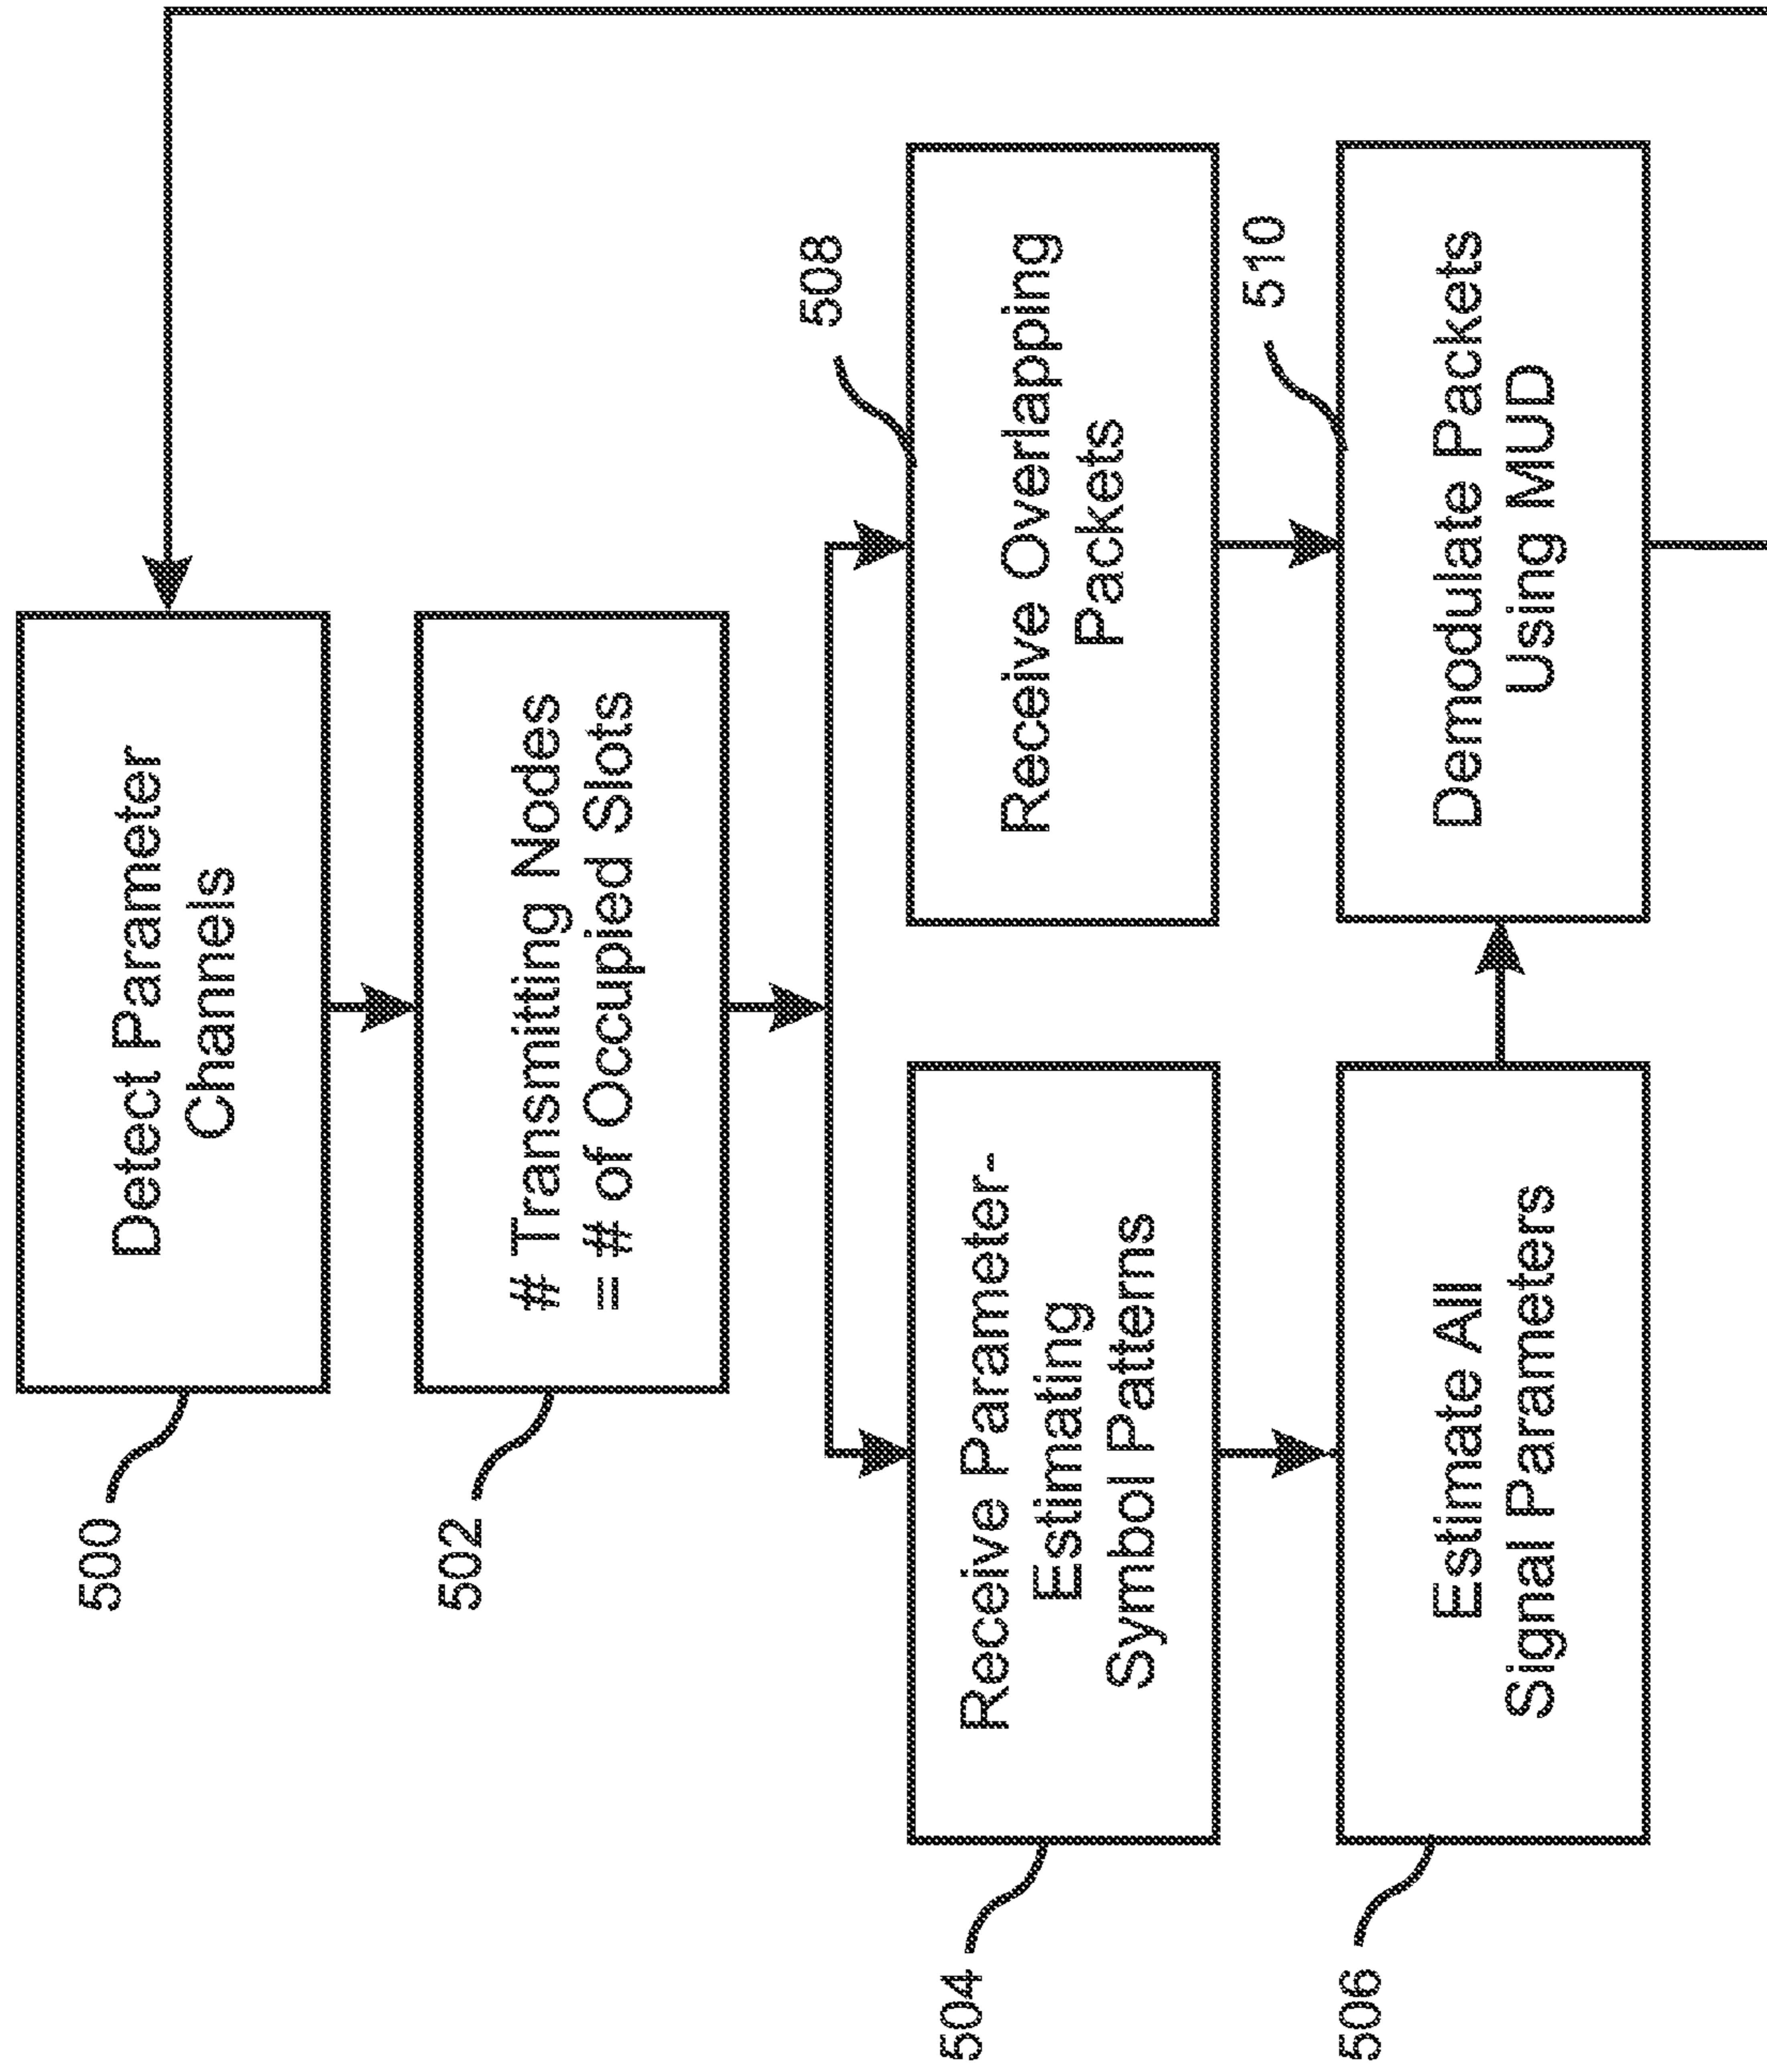 500
Detect Parameter
Channels
502
# Transmitting Nodes
= # of Occupied Slots
504
Receive Parameter-
Estimating
Symbol Patterns
508
Receive Overlapping
Packets
506
Estimate All
Signal Parameters
510
Demodulate Packets
Using MUD